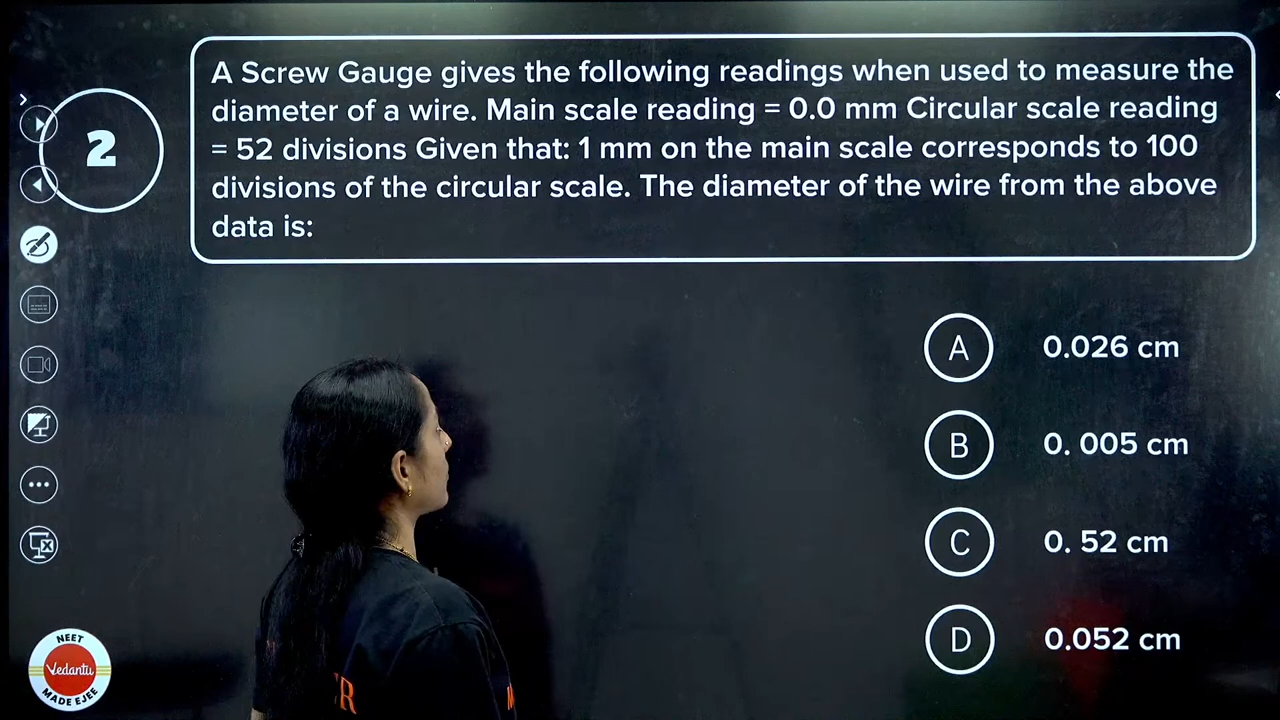 A Screw Gauge gives the following readings when used to measure the
diameter of a wire. Main scale reading = 0.0 mm Circular scale reading
= 52 divisions Given that: 1 mm on the main scale corresponds to 100
divisions of the circular scale. The diameter of the wire from the above
data is:
2
A 0.026 cm
B 0. 005 cm
C 0. 52 cm
D 0.052 cm
NEET
Vedantu
MADE EJEE
R